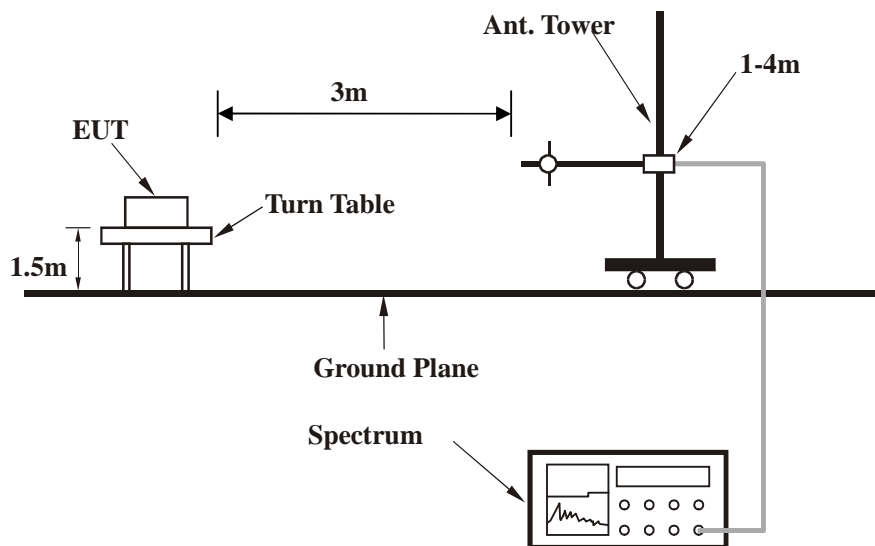 Ant. Tower
1-4m
3m
EUT
Turn Table
1.5m
Ground Plane
Spectrum